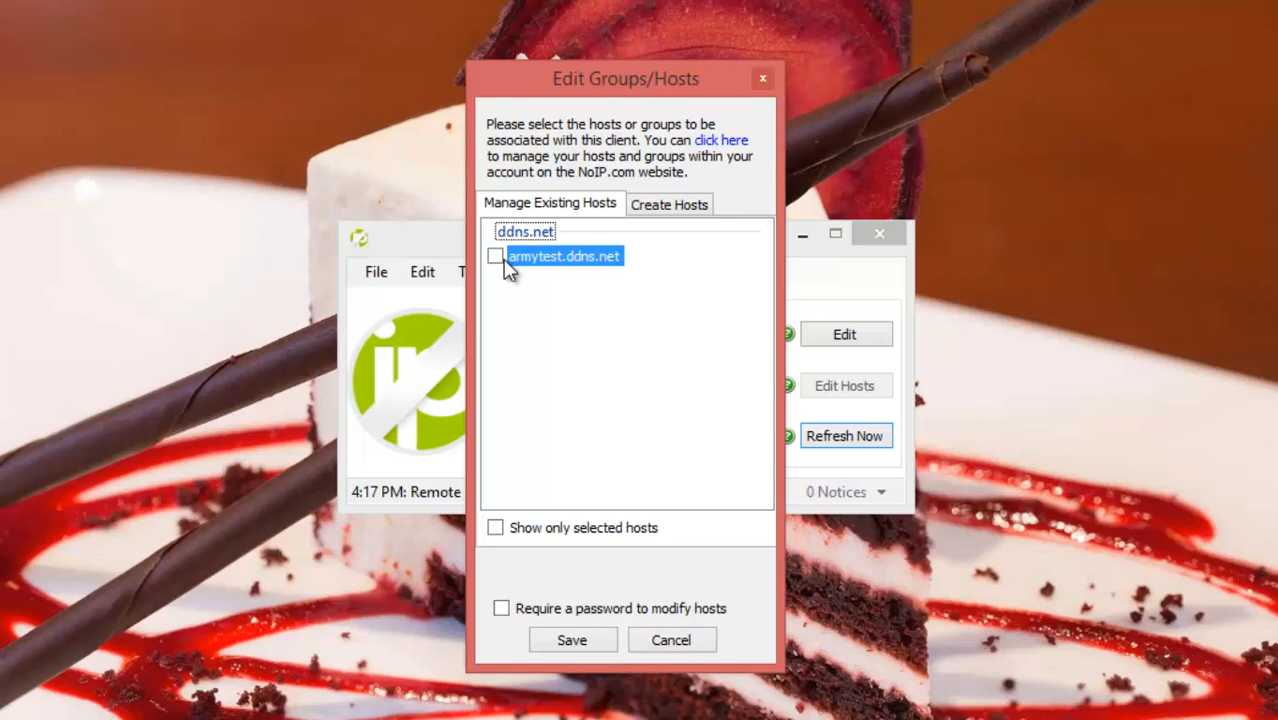 Edit Groups/Hosts
x
Please select the hosts or groups to be
associated with this client. You can click here
to manage your hosts and groups within your
account on the NoIP.com website.
Manage Existing Hosts
Create Hosts
ddns.net
armytest.ddns.net
File
Edit
T
ip
Edit
Edit Hosts
Refresh Now
4:17 PM: Remote
0 Notices
Show only selected hosts
Require a password to modify hosts
Save
Cancel